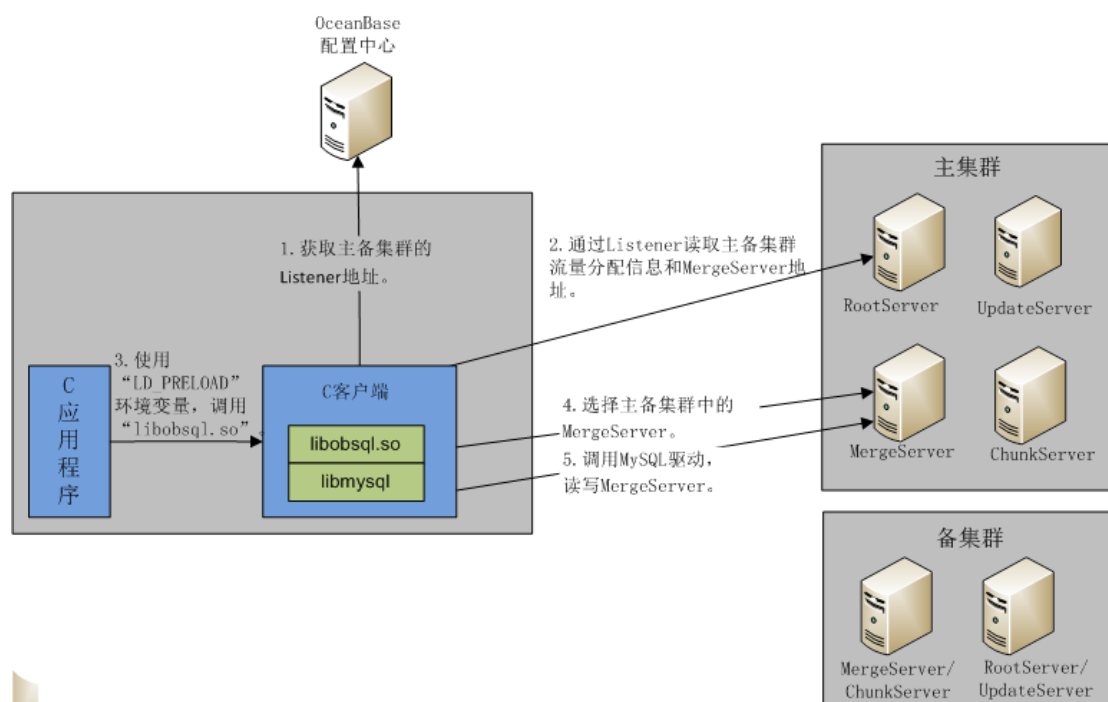 OceanBase
配置中心
1.获取主备集群的
Listener地址。
2.通过Listener读取主备集群
流量分配信息和MergeServer地
址。
主集群
RootServer
UpdateServer
3.使用
“LD_PRELOAD”
环境变量，调用
“libobsql.so”。
C
应
用
程
序
C客户端
libobsql.so
libmysql
4.选择主备集群中的
MergeServer。
5.调用MySQL驱动，
读写MergeServer。
MergeServer
ChunkServer
备集群
MergeServer/
ChunkServer
RootServer/
UpdateServer